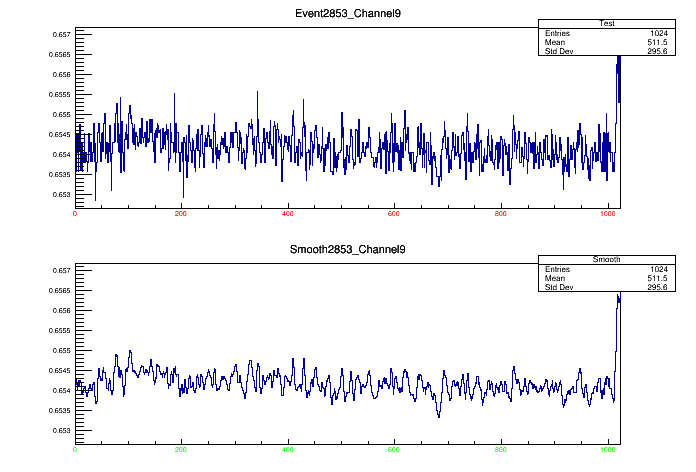 Event2853_Channel9
Test
Entries 1024
Mean 511.5
Std Dev 295.6
0.657
0.6565
0.656
0.6555
0.655
0.6545
0.654
0.6535
0.653
0 200 400 600 800 1000
Smooth2853_Channel9
Smooth
Entries 1024
Mean 511.5
Std Dev 295.6
0.657
0.6565
0.656
0.6555
0.655
0.6545
0.654
0.6535
0.653
0 200 400 600 800 1000